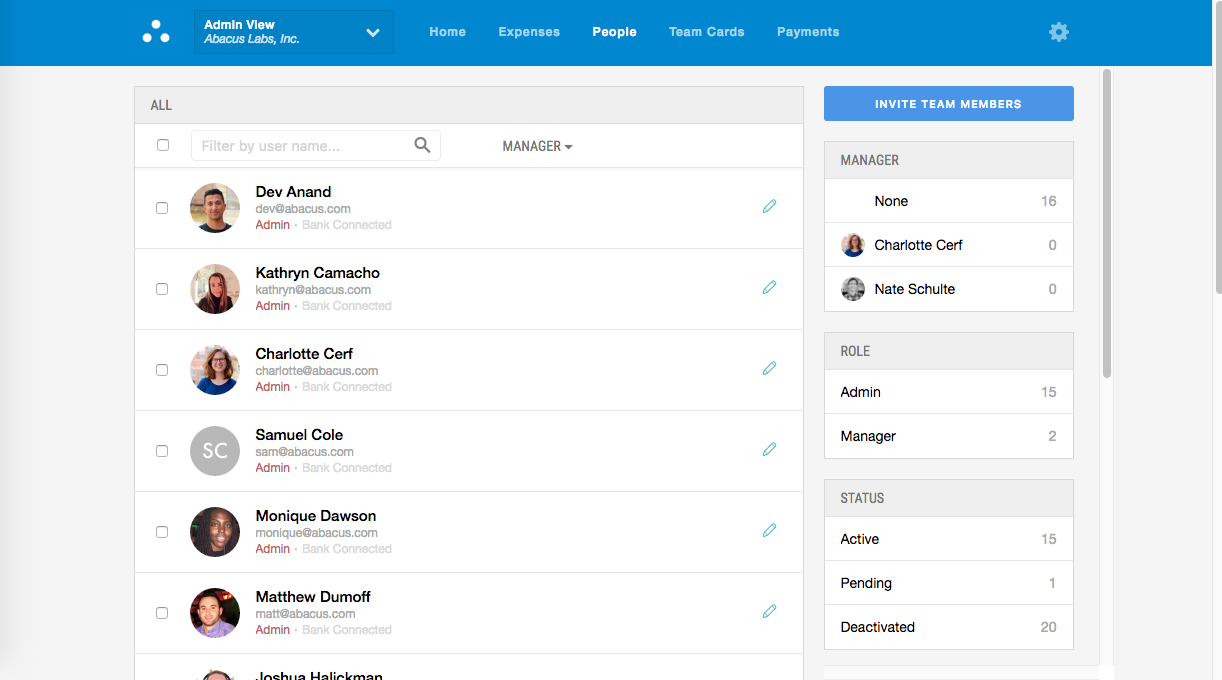 Admin View
Abacus Labs, Inc.
Home
Expenses
People
Team Cards
Payments
ALL
Filter by user name...
MANAGER
Dev Anand
dev@abacus.com
Admin · Bank Connected
Kathryn Camacho
kathryn@abacus.com
Admin · Bank Connected
Charlotte Cerf
charlotte@abacus.com
Admin · Bank Connected
SC
Samuel Cole
sam@abacus.com
Admin · Bank Connected
Monique Dawson
monique@abacus.com
Admin · Bank Connected
Matthew Dumoff
matt@abacus.com
Admin · Bank Connected
Joshua Halickman
INVITE TEAM MEMBERS
MANAGER
None 16
Charlotte Cerf 0
Nate Schulte 0
ROLE
Admin 15
Manager 2
STATUS
Active 15
Pending 1
Deactivated 20